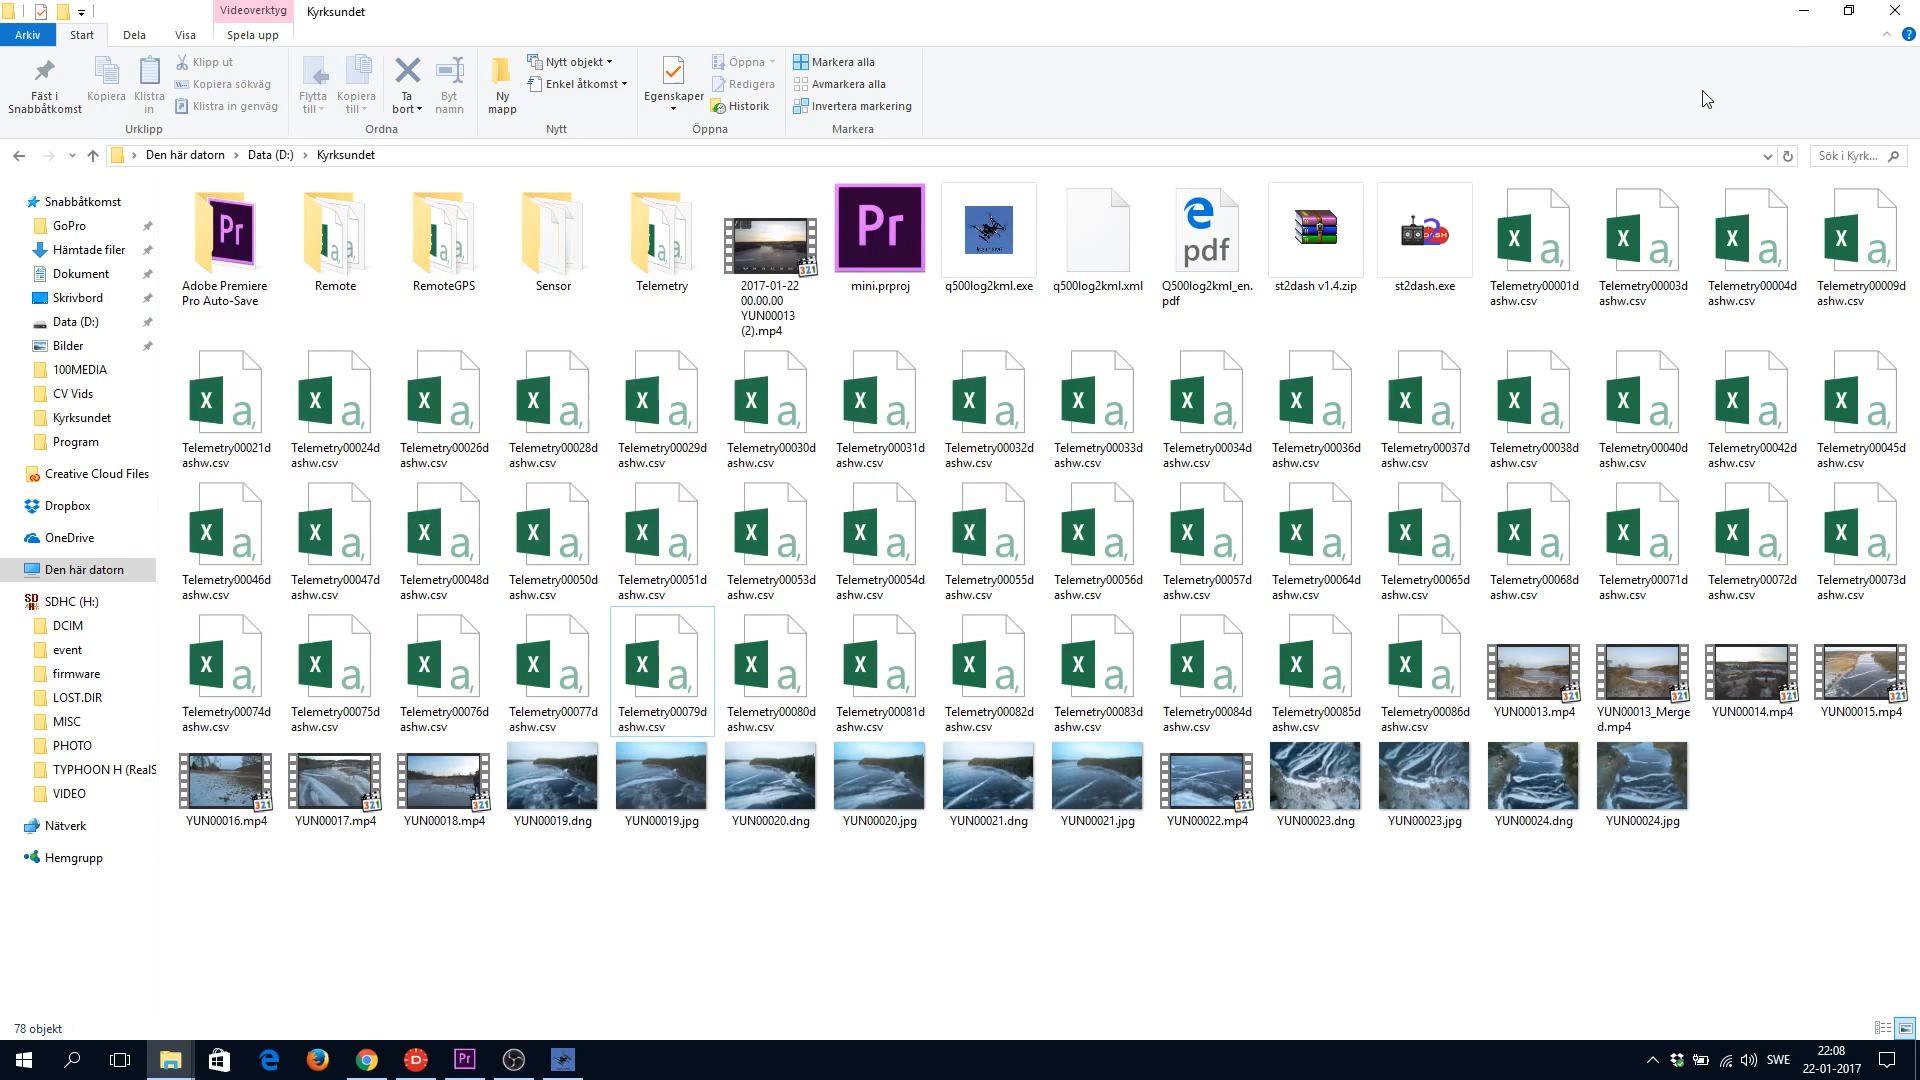 Videoverktyg
Kyrksundet
Arkiv
Start
Dela
Visa
Spela upp
Fäst i
Snabbåtkomst
Kopiera
Klistra
in
Klipp ut
Kopiera sökväg
Klistra in genväg
Urklipp
Flytta
till
Kopiera
till
Ta
bort
Byt
namn
Ordna
Ny
mapp
Nytt objekt
Enkel åtkomst
Nytt
Egenskaper
Öppna
Redigera
Historik
Öppna
Markera alla
Avmarkera alla
Invertera markering
Markera
Den här datorn
Data (D:)
Kyrksundet
Sök i Kyrk...
Snabbåtkomst
GoPro
Hämtade filer
Dokument
Skrivbord
Data (D:)
Bilder
100MEDIA
CV Vids
Kyrksundet
Program
Creative Cloud Files
Dropbox
OneDrive
Den här datorn
SDHC (H:)
DCIM
event
firmware
LOST.DIR
MISC
PHOTO
TYPHOON H (RealS
VIDEO
Nätverk
Hemgrupp
Adobe Premiere
Pro Auto-Save
Remote
RemoteGPS
Sensor
Telemetry
2017-01-22
00.00.00
YUN00013
(2).mp4
mini.prproj
q500log2kml.exe
q500log2kml.xml
Q500log2kml_en.
pdf
st2dash v1.4.zip
st2dash.exe
Telemetry00001d
ashw.csv
Telemetry00003d
ashw.csv
Telemetry00004d
ashw.csv
Telemetry00009d
ashw.csv
Telemetry00021d
ashw.csv
Telemetry00024d
ashw.csv
Telemetry00026d
ashw.csv
Telemetry00028d
ashw.csv
Telemetry00029d
ashw.csv
Telemetry00030d
ashw.csv
Telemetry00031d
ashw.csv
Telemetry00032d
ashw.csv
Telemetry00033d
ashw.csv
Telemetry00034d
ashw.csv
Telemetry00036d
ashw.csv
Telemetry00037d
ashw.csv
Telemetry00038d
ashw.csv
Telemetry00040d
ashw.csv
Telemetry00042d
ashw.csv
Telemetry00045d
ashw.csv
Telemetry00046d
ashw.csv
Telemetry00047d
ashw.csv
Telemetry00048d
ashw.csv
Telemetry00050d
ashw.csv
Telemetry00051d
ashw.csv
Telemetry00053d
ashw.csv
Telemetry00054d
ashw.csv
Telemetry00055d
ashw.csv
Telemetry00056d
ashw.csv
Telemetry00057d
ashw.csv
Telemetry00064d
ashw.csv
Telemetry00065d
ashw.csv
Telemetry00068d
ashw.csv
Telemetry00071d
ashw.csv
Telemetry00072d
ashw.csv
Telemetry00073d
ashw.csv
Telemetry00074d
ashw.csv
Telemetry00075d
ashw.csv
Telemetry00076d
ashw.csv
Telemetry00077d
ashw.csv
Telemetry00079d
ashw.csv
Telemetry00080d
ashw.csv
Telemetry00081d
ashw.csv
Telemetry00082d
ashw.csv
Telemetry00083d
ashw.csv
Telemetry00084d
ashw.csv
Telemetry00085d
ashw.csv
Telemetry00086d
ashw.csv
YUN00013.mp4
YUN00013_Merge
d.mp4
YUN00014.mp4
YUN00015.mp4
YUN00016.mp4
YUN00017.mp4
YUN00018.mp4
YUN00019.dng
YUN00019.jpg
YUN00020.dng
YUN00020.jpg
YUN00021.dng
YUN00021.jpg
YUN00022.mp4
YUN00023.dng
YUN00023.jpg
YUN00024.dng
YUN00024.jpg
78 objekt
SWE
22:08
22-01-2017